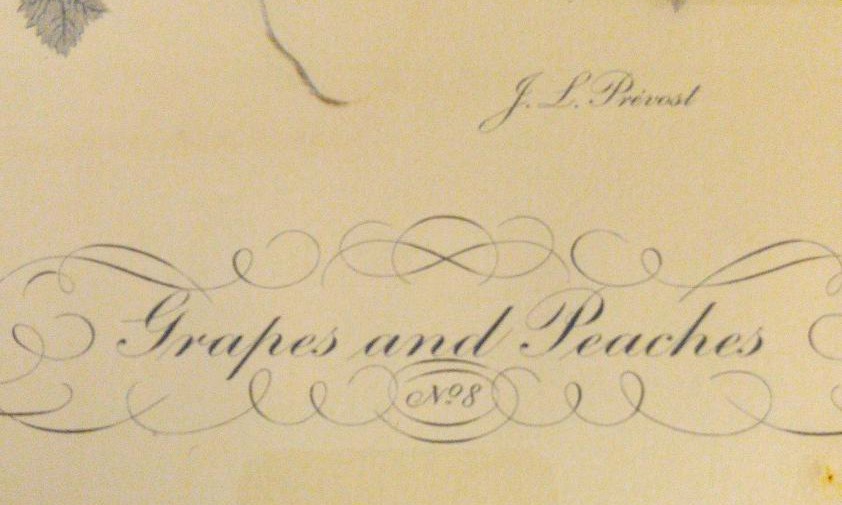 J. L. Prévost
Grapes and Peaches
Nº 8